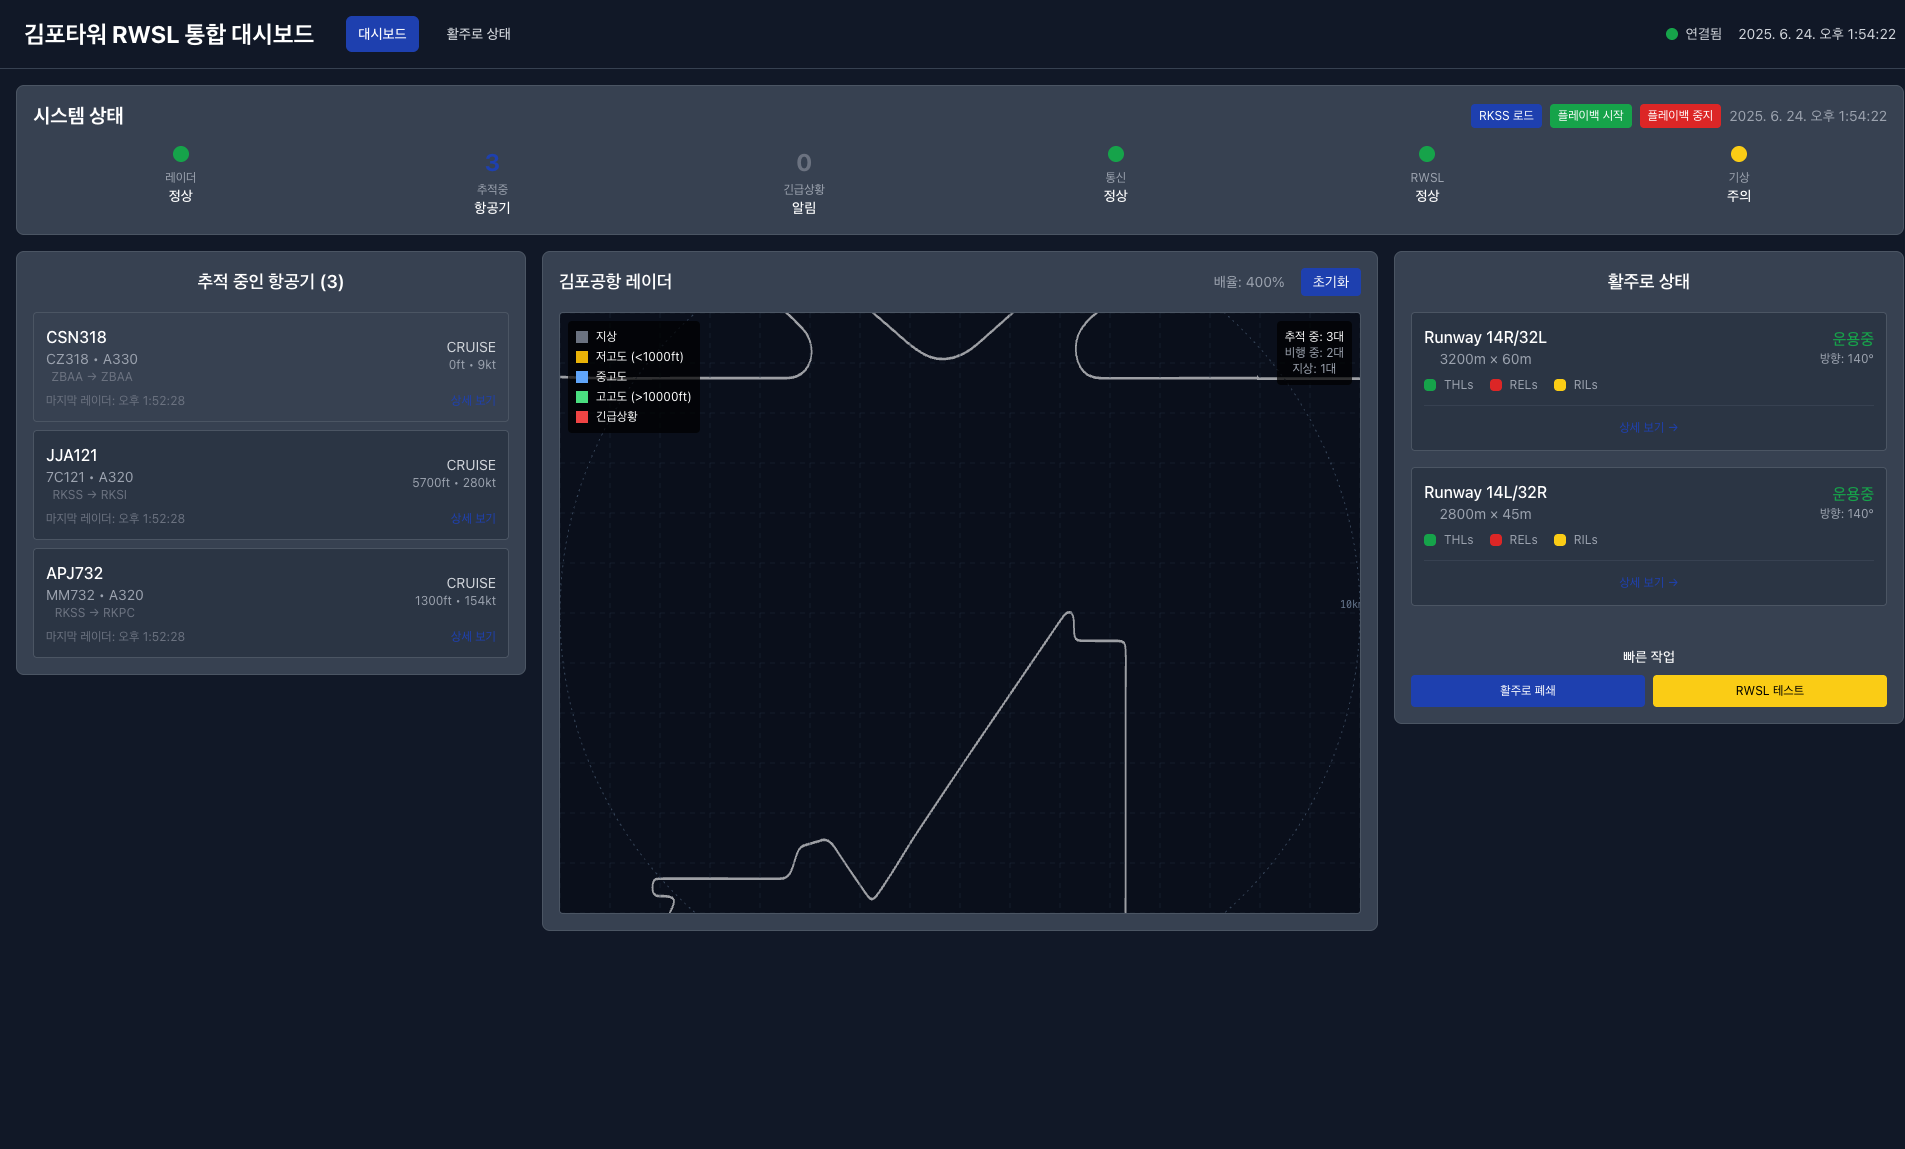 김포타워 RWSL 통합 대시보드
대시보드
활주로 상태
연결됨
2025. 6. 24. 오후 1:54:22
시스템 상태
RKSS 로드
플레이백 시작
플레이백 중지
2025. 6. 24. 오후 1:54:22
레이더
정상
3
추적중
항공기
0
긴급상황
알림
통신
정상
RWSL
정상
기상
주의
추적 중인 항공기 (3)
CSN318
CZ318 • A330
ZBAA → ZBAA
CRUISE
0ft • 9kt
마지막 레이더: 오후 1:52:28
상세 보기
JJA121
7C121 • A320
RKSS → RKSI
CRUISE
5700ft • 280kt
마지막 레이더: 오후 1:52:28
상세 보기
APJ732
MM732 • A320
RKSS → RKPC
CRUISE
1300ft • 154kt
마지막 레이더: 오후 1:52:28
상세 보기
김포공항 레이더
배율: 400%
초기화
지상
저고도 (<1000ft)
중고도
고고도 (>10000ft)
긴급상황
추적 중: 3대
비행 중: 2대
지상: 1대
10k
활주로 상태
Runway 14R/32L
3200m × 60m
운용중
방향: 140°
THLs
RELs
RILs
상세 보기 →
Runway 14L/32R
2800m × 45m
운용중
방향: 140°
THLs
RELs
RILs
상세 보기 →
빠른 작업
활주로 폐쇄
RWSL 테스트